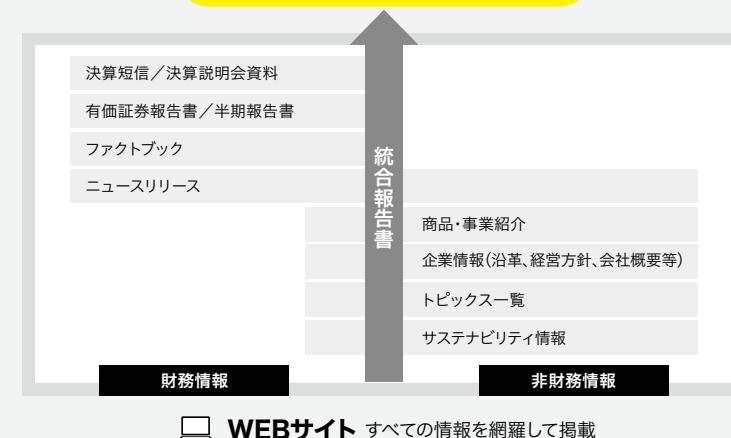 決算短信／決算説明会資料
有価証券報告書／半期報告書
ファクトブック
ニュースリリース
統合報告書
商品・事業紹介
企業情報（沿革、経営方針、会社概要等）
トピックス一覧
サステナビリティ情報
財務情報
非財務情報
WEBサイト すべての情報を網羅して掲載